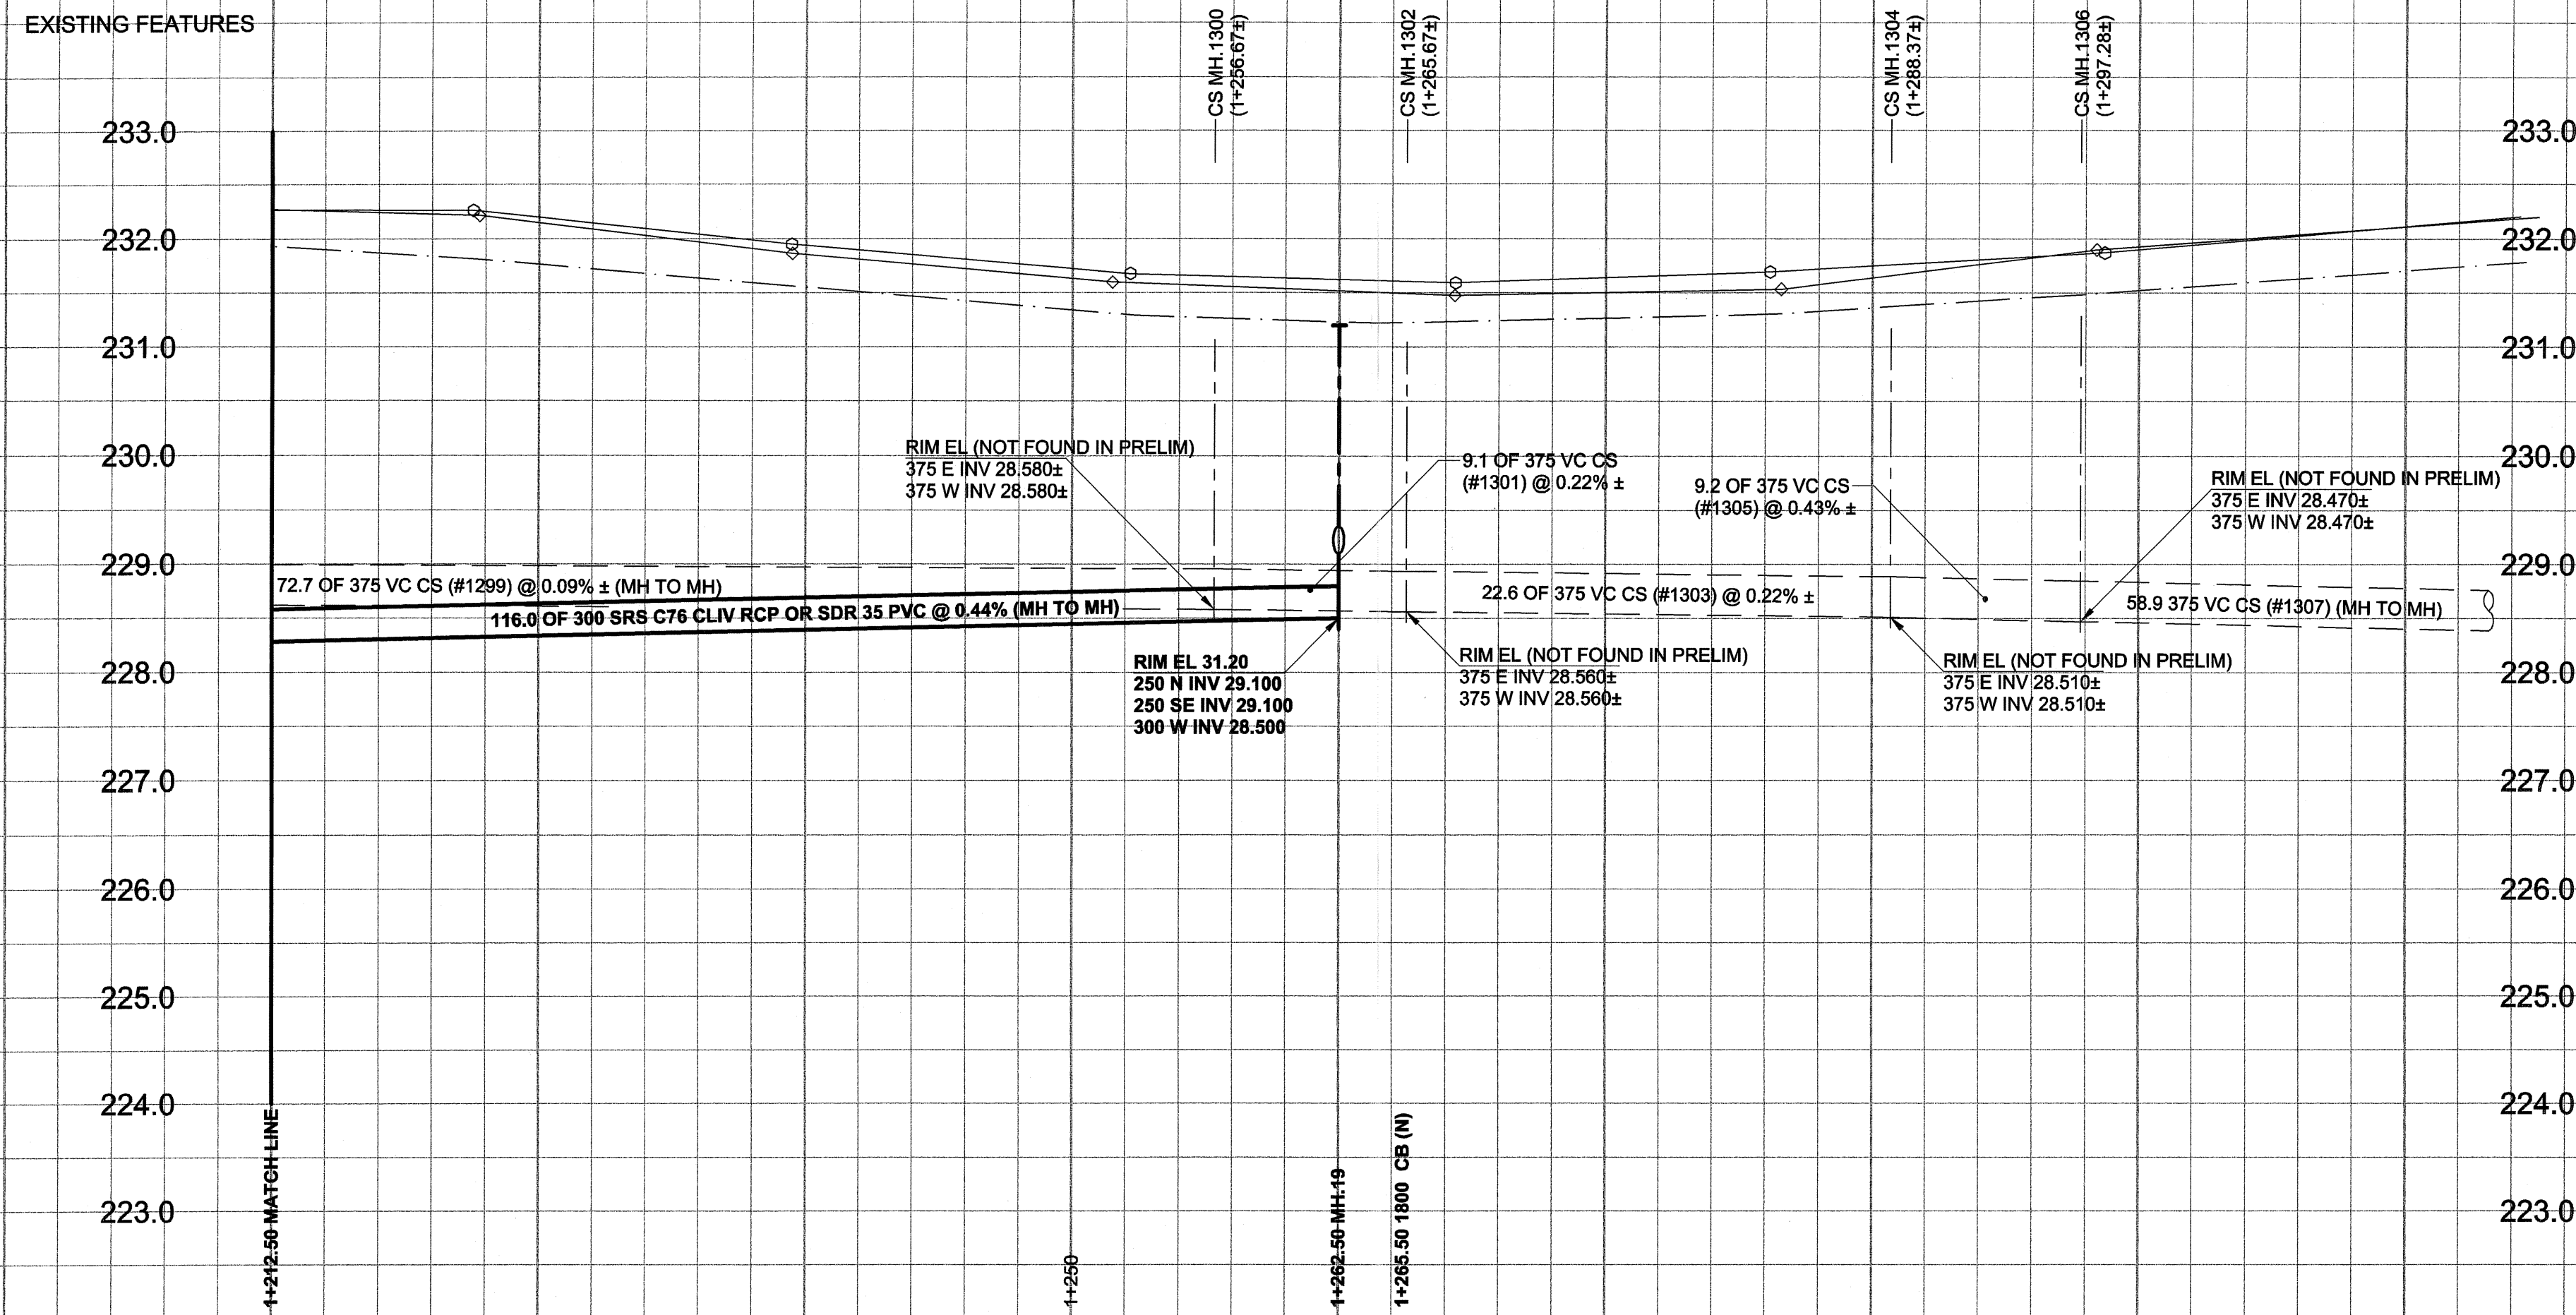 EXISTING FEATURES
CS MH.1300
(1+256.67±)
CS MH.1302
(1+265.67±)
CS MH.1304
(1+288.37±)
CS MH.1306
(1+297.28±)
233.0
233.0
232.0
232.0
231.0
231.0
230.0
230.0
229.0
229.0
228.0
228.0
227.0
227.0
226.0
226.0
225.0
225.0
224.0
224.0
223.0
223.0
RIM EL (NOT FOUND IN PRELIM)
375 E INV 28.580±
375 W INV 28.580±
9.1 OF 375 VC CS
(#1301) @ 0.22% ±
9.2 OF 375 VC CS
(#1305) @ 0.43% ±
RIM EL (NOT FOUND IN PRELIM)
375 E INV 28.470±
375 W INV 28.470±
72.7 OF 375 VC CS (#1299) @ 0.09% ± (MH TO MH)
116.0 OF 300 SRS C76 CLIV RCP OR SDR 35 PVC @ 0.44% (MH TO MH)
22.6 OF 375 VC CS (#1303) @ 0.22% ±
58.9 375 VC CS (#1307) (MH TO MH)
RIM EL 31.20
250 N INV 29.100
250 SE INV 29.100
300 W INV 28.500
RIM EL (NOT FOUND IN PRELIM)
375 E INV 28.560±
375 W INV 28.560±
RIM EL (NOT FOUND IN PRELIM)
375 E INV 28.510±
375 W INV 28.510±
1+212.50 MATCH LINE
1+250
1+262.50 MH.19
1+265.50 1800 CB (N)